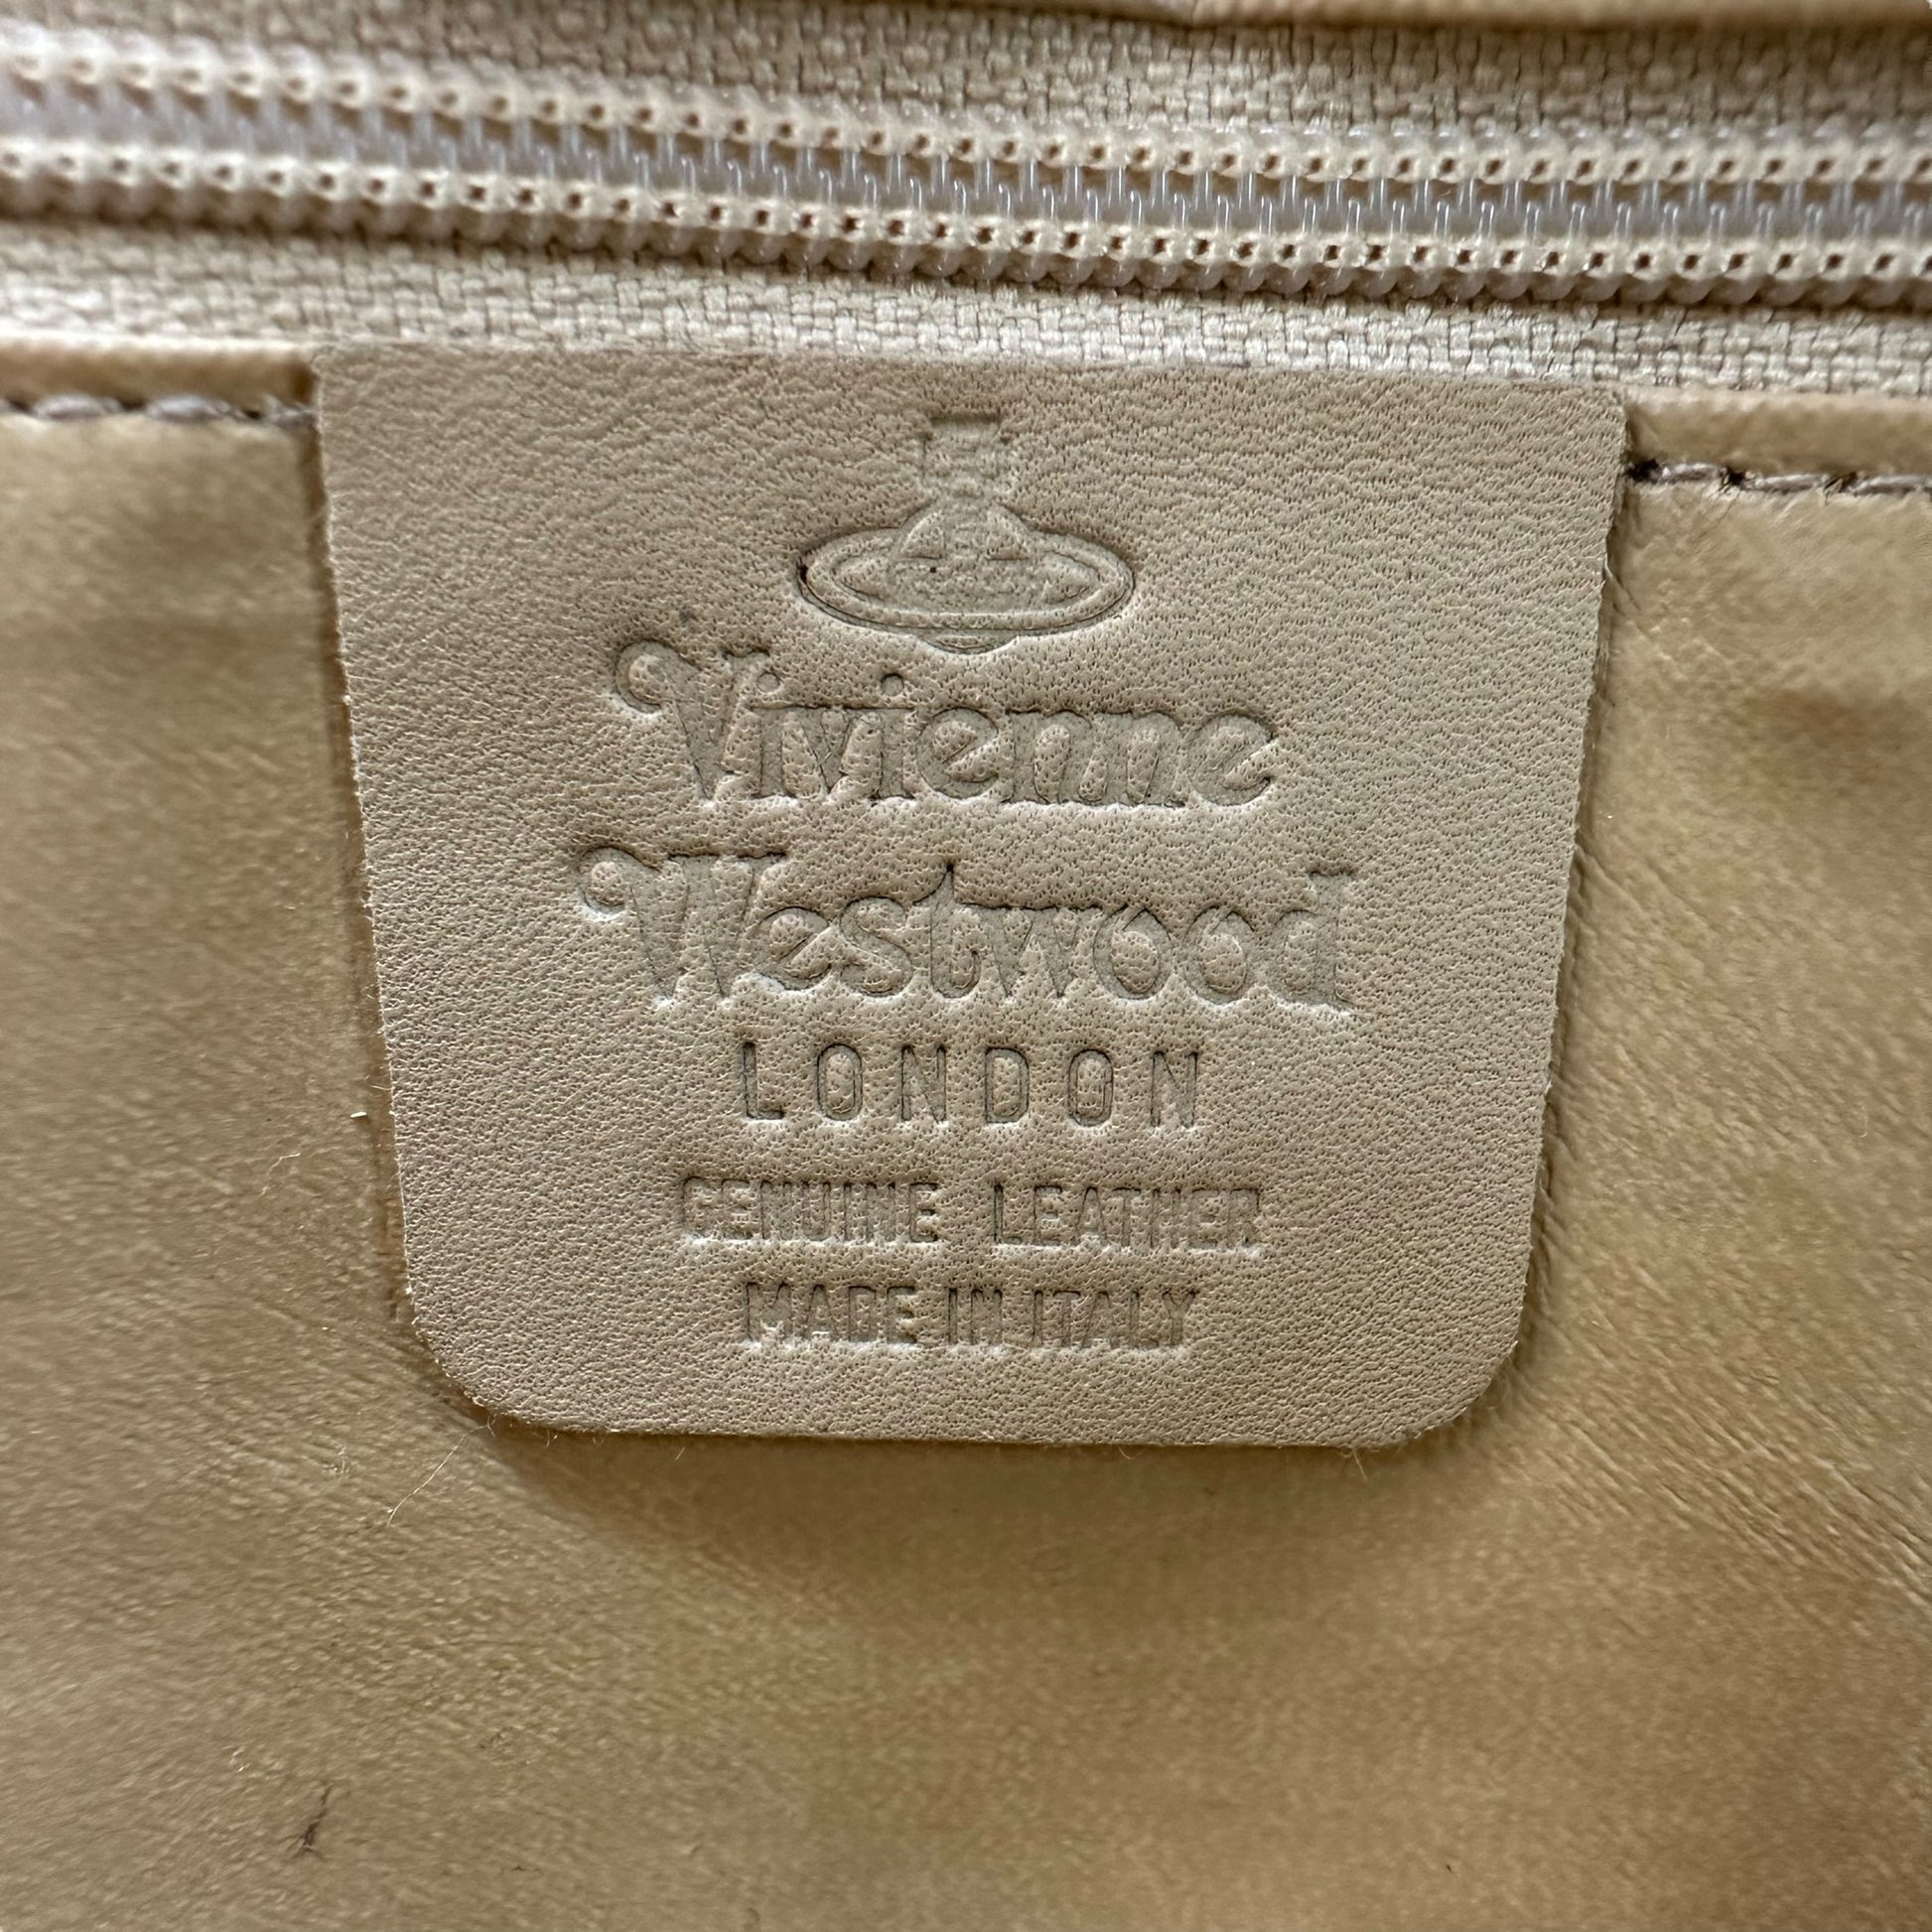 Vivienne
Westwood
LONDON
GENUINE LEATHER
MADE IN ITALY